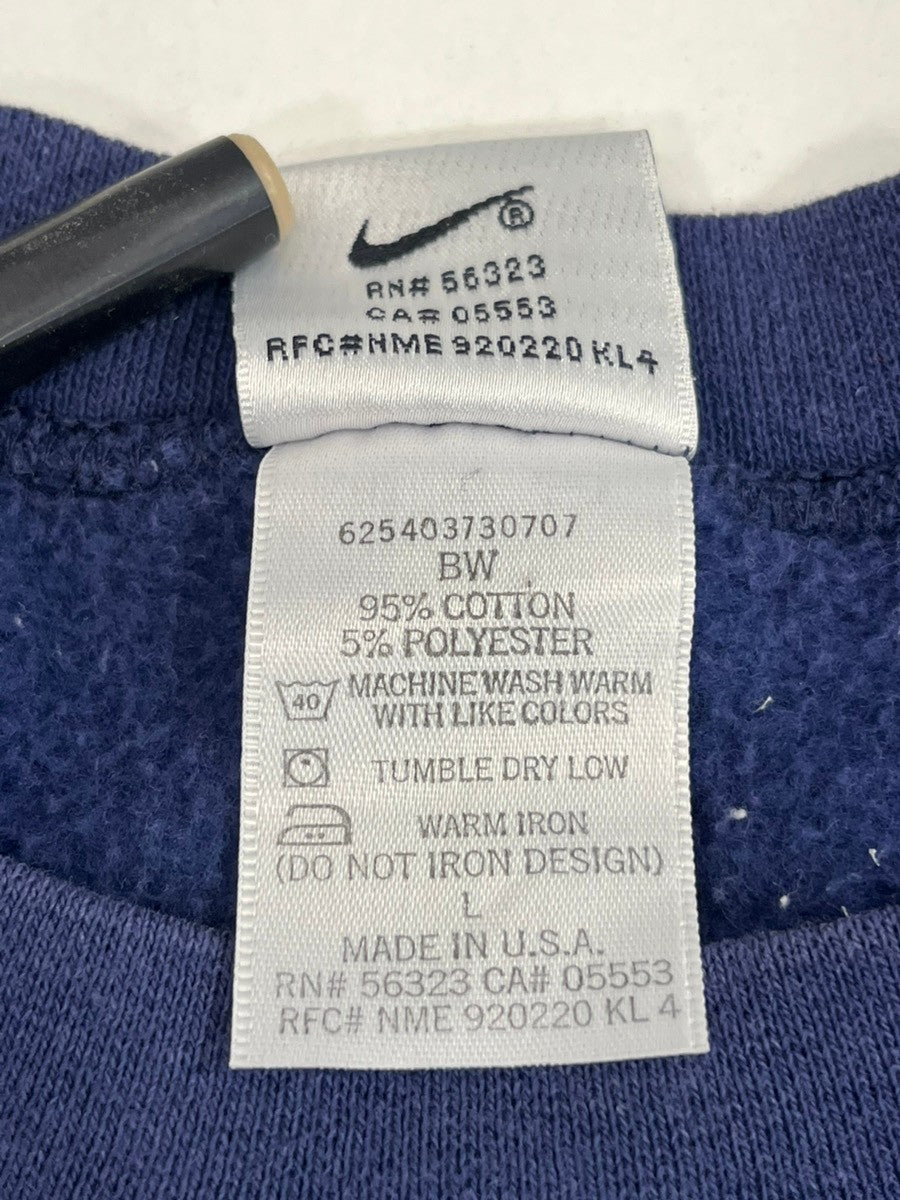 ®
RN# 56323
CA# 05553
RFC#NME 920220 KL4
625403730707
BW
95% COTTON
5% POLYESTER
40 MACHINE WASH WARM
WITH LIKE COLORS
TUMBLE DRY LOW
WARM IRON
(DO NOT IRON DESIGN)
L
MADE IN U.S.A.
RN# 56323 CA# 05553
RFC# NME 920220 KL 4